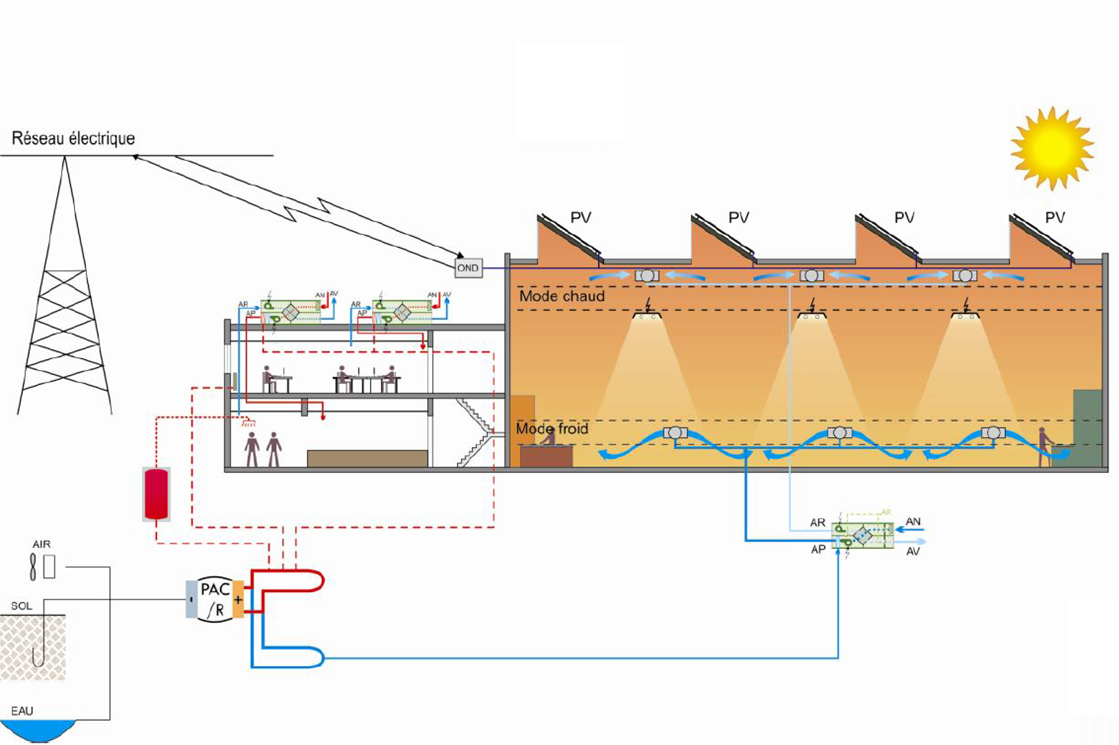 Réseau électrique
PV
PV
PV
PV
OND
Mode chaud
AR
AP
AN
AV
AR
AP
AN
AV
Mode froid
AR
AP
AR
AN
AV
AIR
SOL
EAU
PAC
/R
-
+